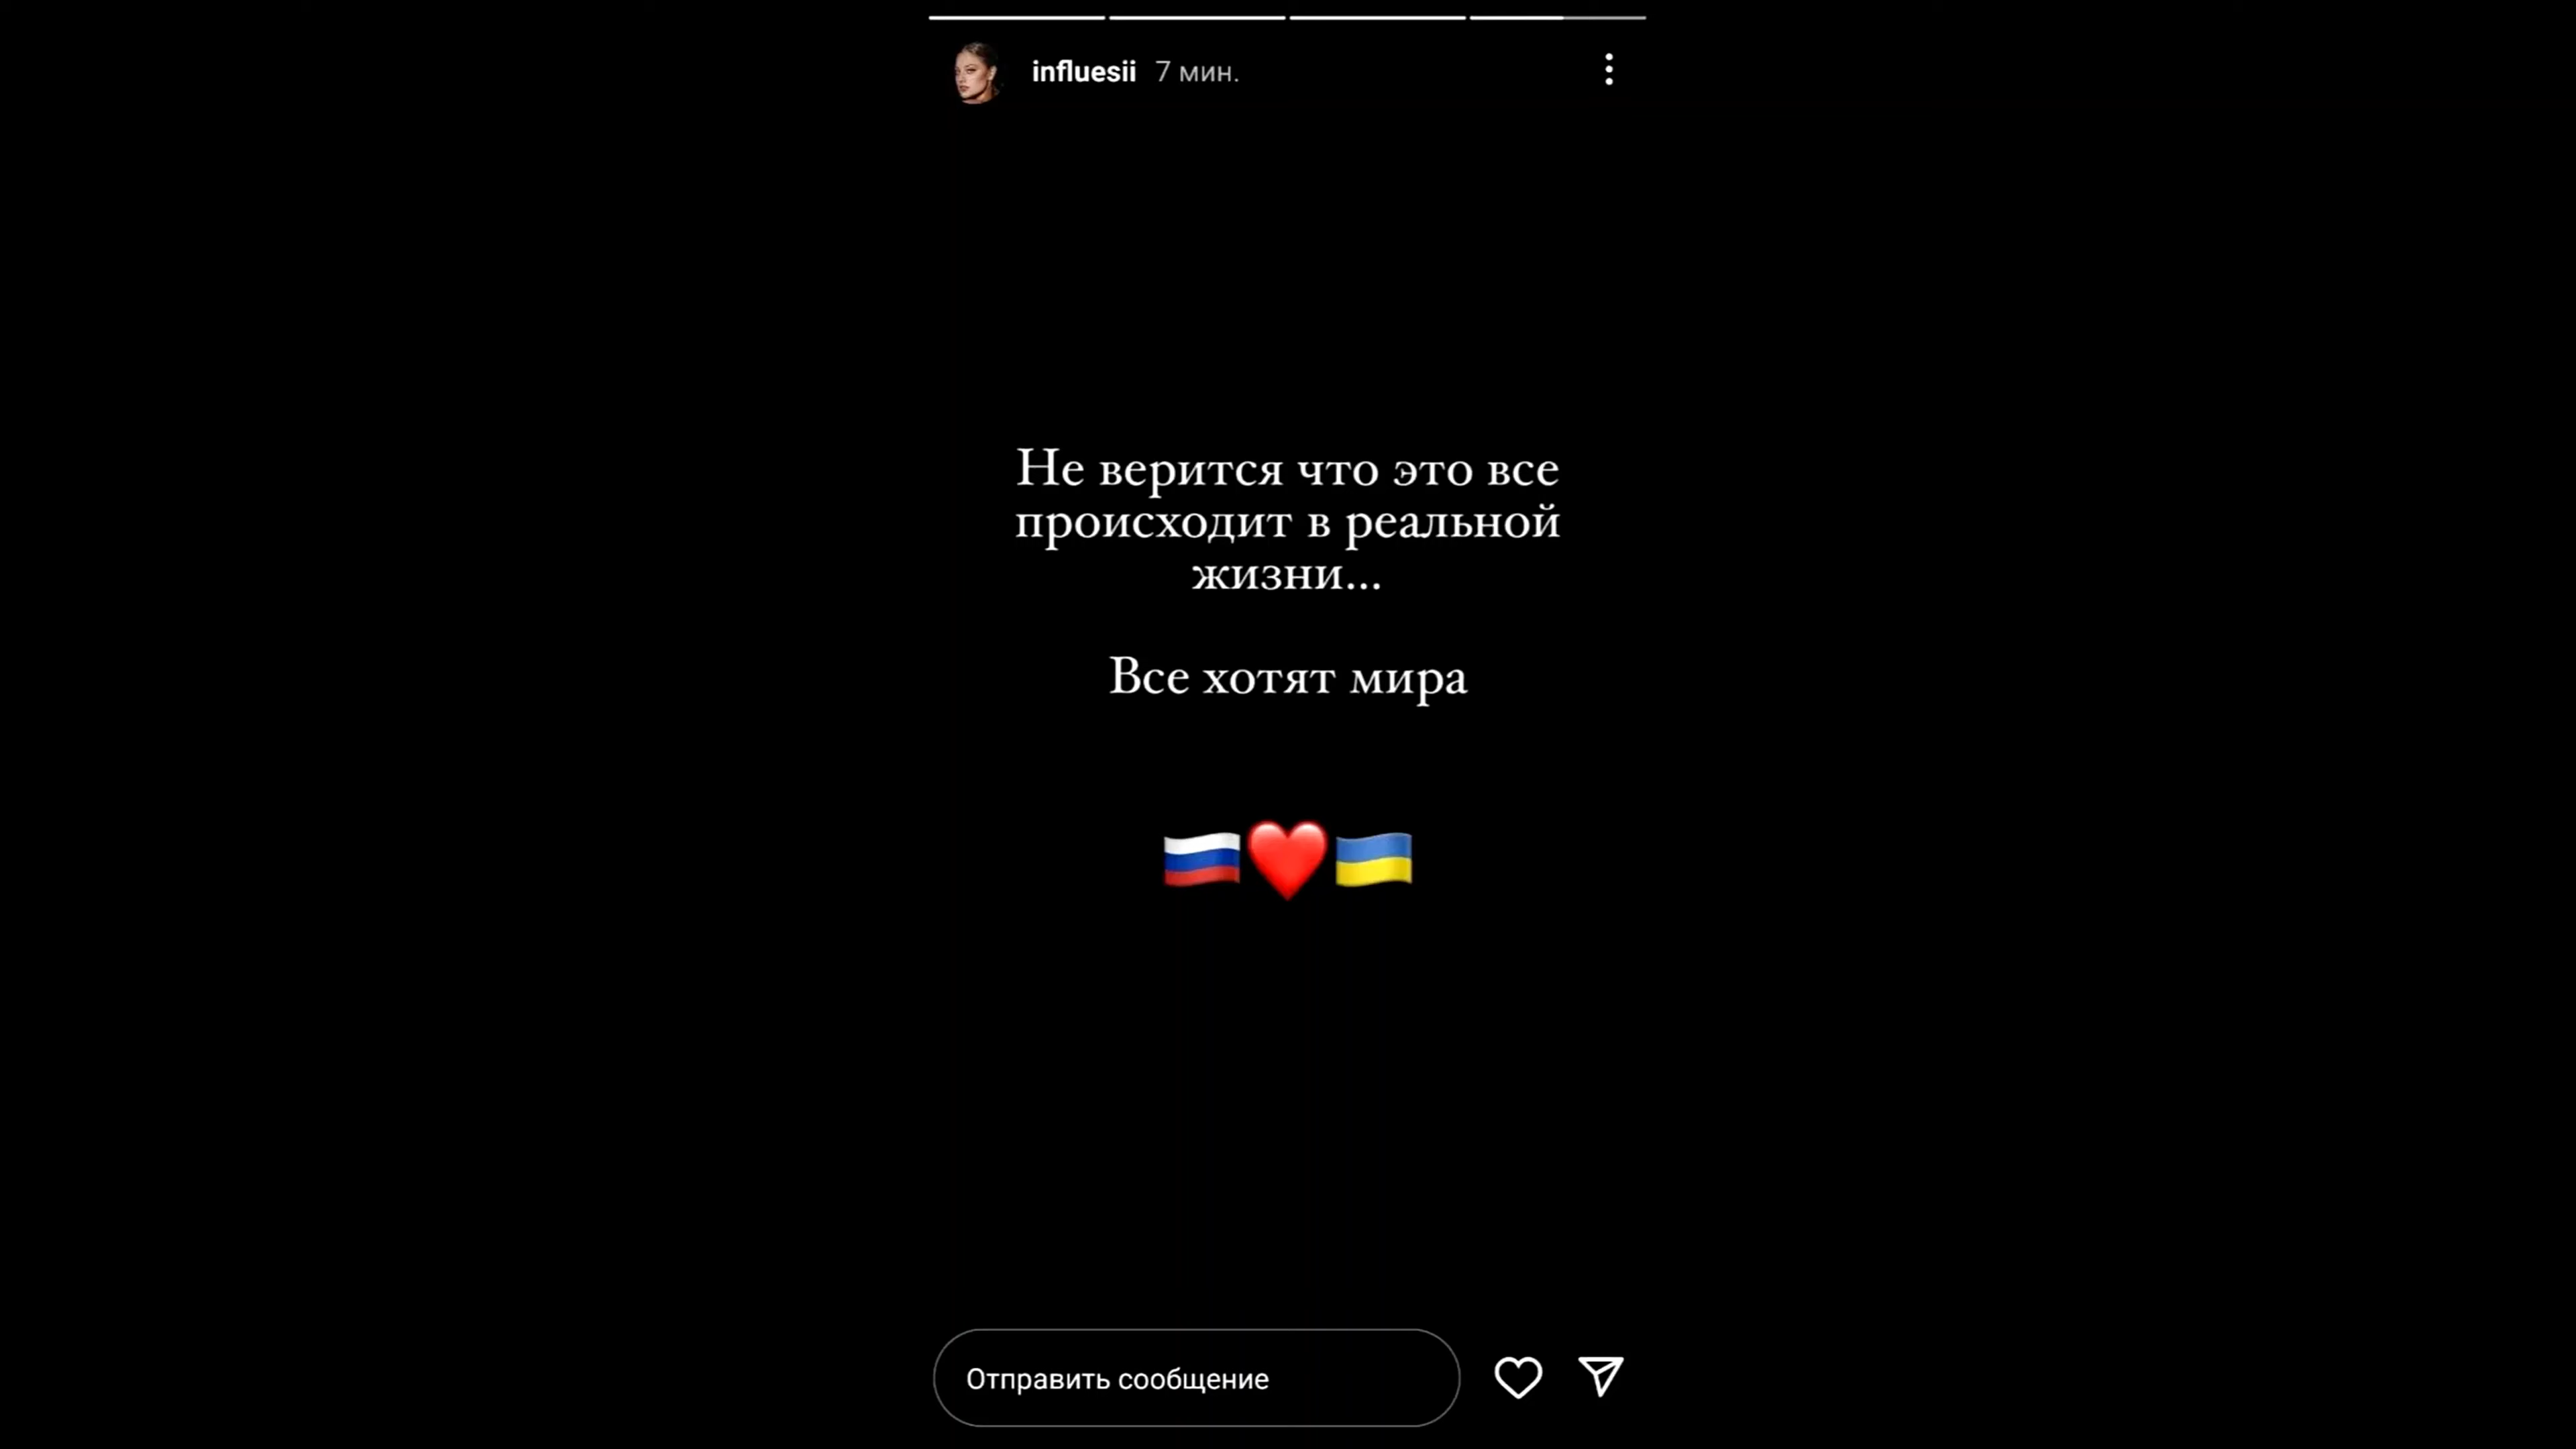 influesii 7 мин.
Не верится что это все
происходит в реальной
жизни...
Все хотят мира
Отправить сообщение